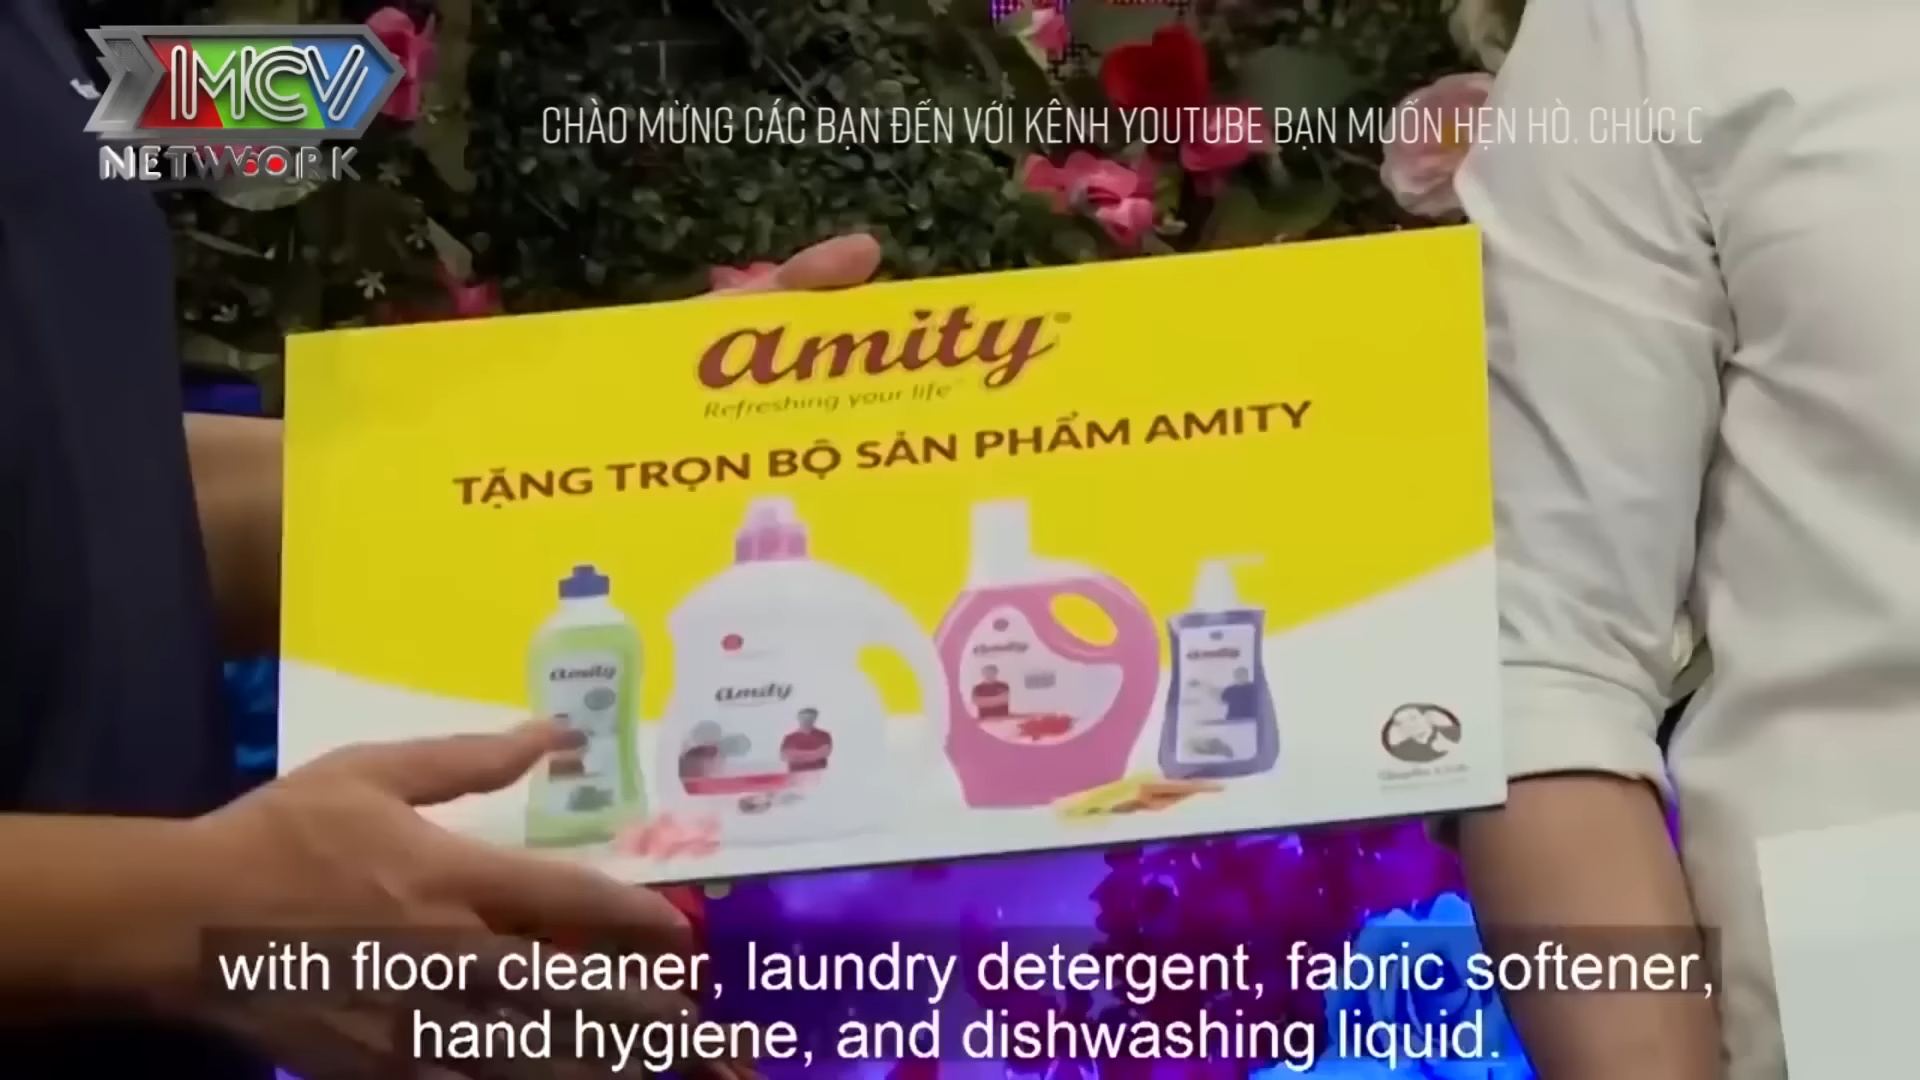 MCV
NETWORK
CHÀO MỪNG CÁC BẠN ĐẾN VỚI KÊNH YOUTUBE BẠN MUỐN HẸN HÒ. CHÚC
amity
Refreshing your life
TẶNG TRỌN BỘ SẢN PHẨM AMITY
amity
amity
amity
amity
with floor cleaner, laundry detergent, fabric softener,
hand hygiene, and dishwashing liquid.